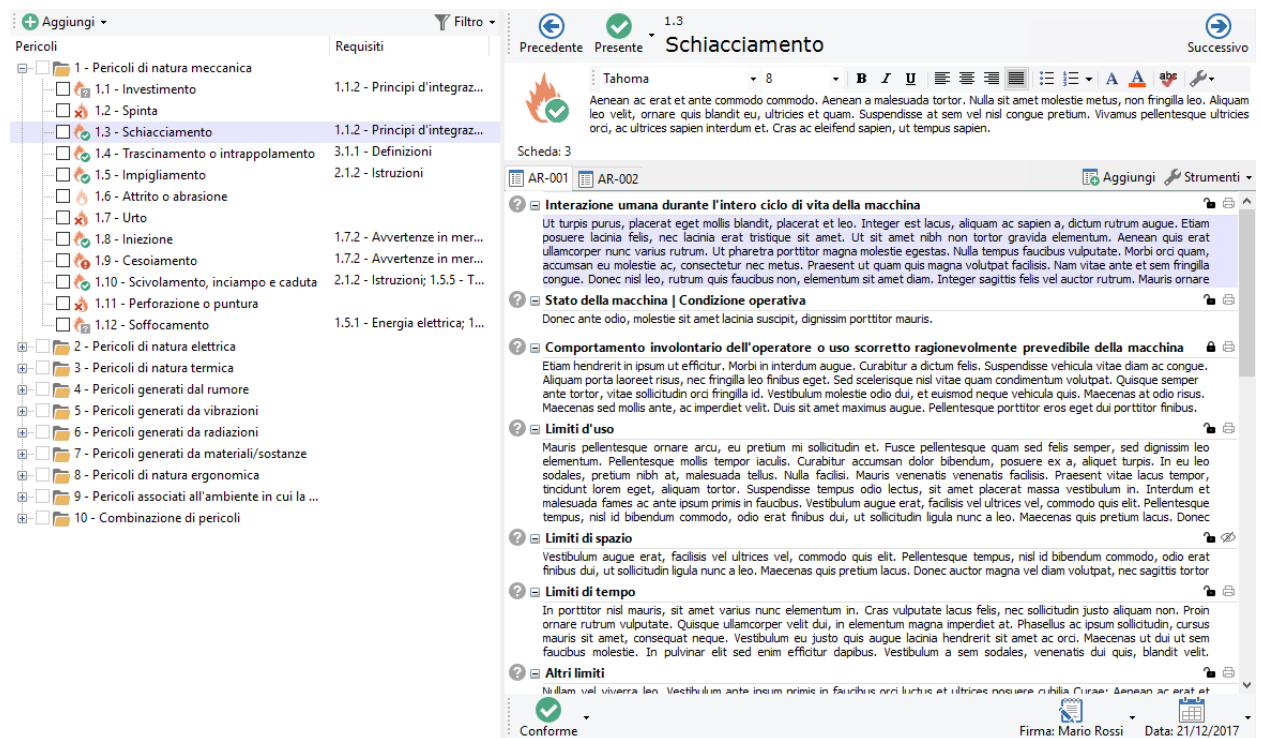 Aggiungi
Filtro
Pericoli
Requisiti
1 - Pericoli di natura meccanica
1.1 - Investimento
1.1.2 - Principi d'integraz...
1.2 - Spinta
1.3 - Schiacciamento
1.1.2 - Principi d'integraz...
1.4 - Trascinamento o intrappolamento
3.1.1 - Definizioni
1.5 - Impigliamento
2.1.2 - Istruzioni
1.6 - Attrito o abrasione
1.7 - Urto
1.8 - Iniezione
1.7.2 - Avvertenze in mer...
1.9 - Cesoiamento
1.7.2 - Avvertenze in mer...
1.10 - Scivolamento, inciampo e caduta
2.1.2 - Istruzioni; 1.5.5 - T...
1.11 - Perforazione o puntura
1.12 - Soffocamento
1.5.1 - Energia elettrica; 1...
2 - Pericoli di natura elettrica
3 - Pericoli di natura termica
4 - Pericoli generati dal rumore
5 - Pericoli generati da vibrazioni
6 - Pericoli generati da radiazioni
7 - Pericoli generati da materiali/sostanze
8 - Pericoli di natura ergonomica
9 - Pericoli associati all'ambiente in cui la ...
10 - Combinazione di pericoli
Precedente
Presente
1.3
Schiacciamento
Successivo
Tahoma
8
B I U
A A abc
Aenean ac erat et ante commodo commodo. Aenean a malesuada tortor. Nulla sit amet molestie metus, non fringilla leo. Aliquam
leo velit, ornare quis blandit eu, ultricies et quam. Suspendisse at sem vel nisl congue pretium. Vivamus pellentesque ultricies
orci, ac ultrices sapien interdum et. Cras ac eleifend sapien, ut tempus sapien.
Scheda: 3
AR-001
AR-002
Aggiungi
Strumenti
Interazione umana durante l'intero ciclo di vita della macchina
Ut turpis purus, placerat eget mollis blandit, placerat et leo. Integer est lacus, aliquam ac sapien a, dictum rutrum augue. Etiam
posuere lacinia felis, nec lacinia erat tristique sit amet. Ut sit amet nibh non tortor gravida elementum. Aenean quis erat
ullamcorper nunc varius rutrum. Ut pharetra porttitor magna molestie egestas. Nulla tempus faucibus vulputate. Morbi orci quam,
accumsan eu molestie ac, consectetur nec metus. Praesent ut quam quis magna volutpat facilisis. Nam vitae ante et sem fringilla
congue. Donec nisl leo, rutrum quis faucibus non, elementum sit amet diam. Integer sagittis felis vel auctor rutrum. Mauris ornare
Stato della macchina | Condizione operativa
Donec ante odio, molestie sit amet lacinia suscipit, dignissim porttitor mauris.
Comportamento involontario dell'operatore o uso scorretto ragionevolmente prevedibile della macchina
Etiam hendrerit in ipsum ut efficitur. Morbi in interdum augue. Curabitur a dictum felis. Suspendisse vehicula vitae diam ac congue.
Aliquam porta laoreet risus, nec fringilla leo finibus eget. Sed scelerisque nisl vitae quam condimentum volutpat. Quisque semper
ante tortor, vitae sollicitudin orci fringilla id. Vestibulum molestie odio dui, et euismod neque vehicula quis. Maecenas at odio risus.
Maecenas sed mollis ante, ac imperdiet velit. Duis sit amet maximus augue. Pellentesque porttitor eros eget dui porttitor finibus.
Limiti d'uso
Mauris pellentesque ornare arcu, eu pretium mi sollicitudin et. Fusce pellentesque quam sed felis semper, sed dignissim leo
elementum. Pellentesque mollis tempor iaculis. Curabitur accumsan dolor bibendum, posuere ex a, aliquet turpis. In eu leo
sodales, pretium nibh at, malesuada tellus. Nulla facilisi. Mauris venenatis venenatis facilisis. Praesent vitae lacus tempor,
tincidunt lorem eget, aliquam tortor. Suspendisse tempus odio lectus, sit amet placerat massa vestibulum in. Interdum et
malesuada fames ac ante ipsum primis in faucibus. Vestibulum augue erat, facilisis vel ultrices vel, commodo quis elit. Pellentesque
tempus, nisl id bibendum commodo, odio erat finibus dui, ut sollicitudin ligula nunc a leo. Maecenas quis pretium lacus. Donec
Limiti di spazio
Vestibulum augue erat, facilisis vel ultrices vel, commodo quis elit. Pellentesque tempus, nisl id bibendum commodo, odio erat
finibus dui, ut sollicitudin ligula nunc a leo. Maecenas quis pretium lacus. Donec auctor magna vel diam volutpat, nec sagittis tortor
Limiti di tempo
In porttitor nisl mauris, sit amet varius nunc elementum in. Cras vulputate lacus felis, nec sollicitudin justo aliquam non. Proin
ornare rutrum vulputate. Quisque ullamcorper velit dui, in elementum magna imperdiet at. Phasellus ac ipsum sollicitudin, cursus
mauris sit amet, consequat neque. Vestibulum eu justo quis augue lacinia hendrerit sit amet ac orci. Maecenas ut dui ut sem
faucibus molestie. In pulvinar elit sed enim efficitur dapibus. Vestibulum a sem sodales, venenatis dui quis, blandit velit.
Altri limiti
Nullam vel viverra leo. Vestibulum ante ipsum primis in faucibus orci luctus et ultrices posuere cubilia Curae; Aenean ac erat et
Conforme
Firma: Mario Rossi
Data: 21/12/2017